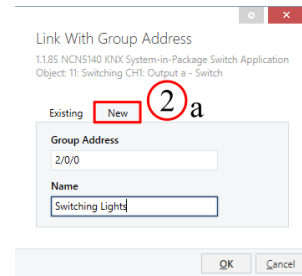 Link With Group Address
1.1.85 NCN5140 KNX System-in-Package Switch Application
Object: 11: Switching CH1: Output a - Switch
Existing New 2 a
Group Address
2/0/0
Name
Switching Lights
OK Cancel